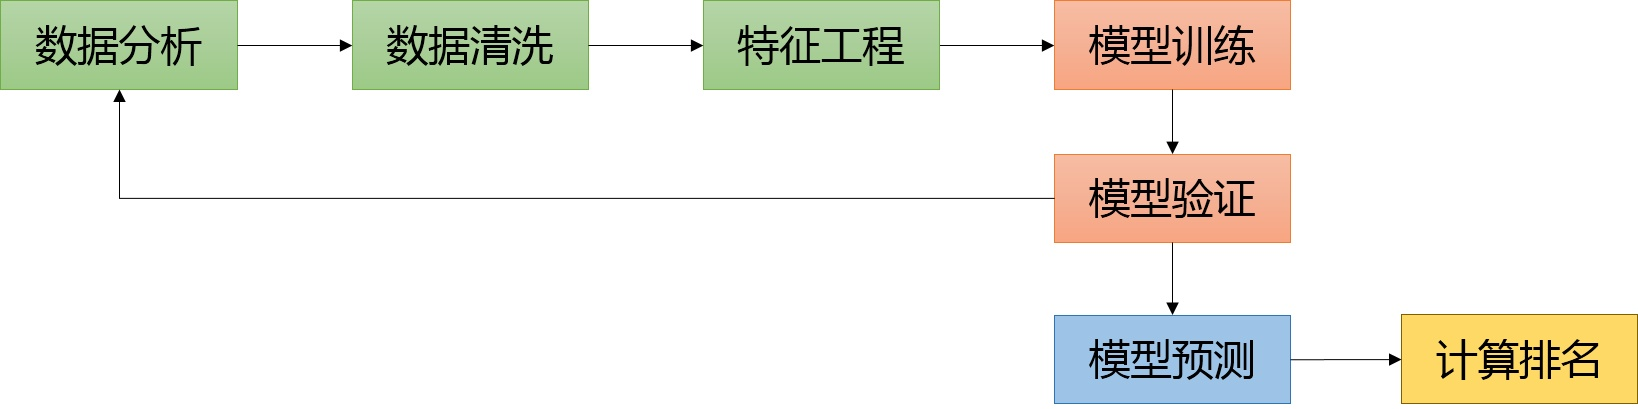 数据分析
数据清洗
特征工程
模型训练
模型验证
模型预测
计算排名